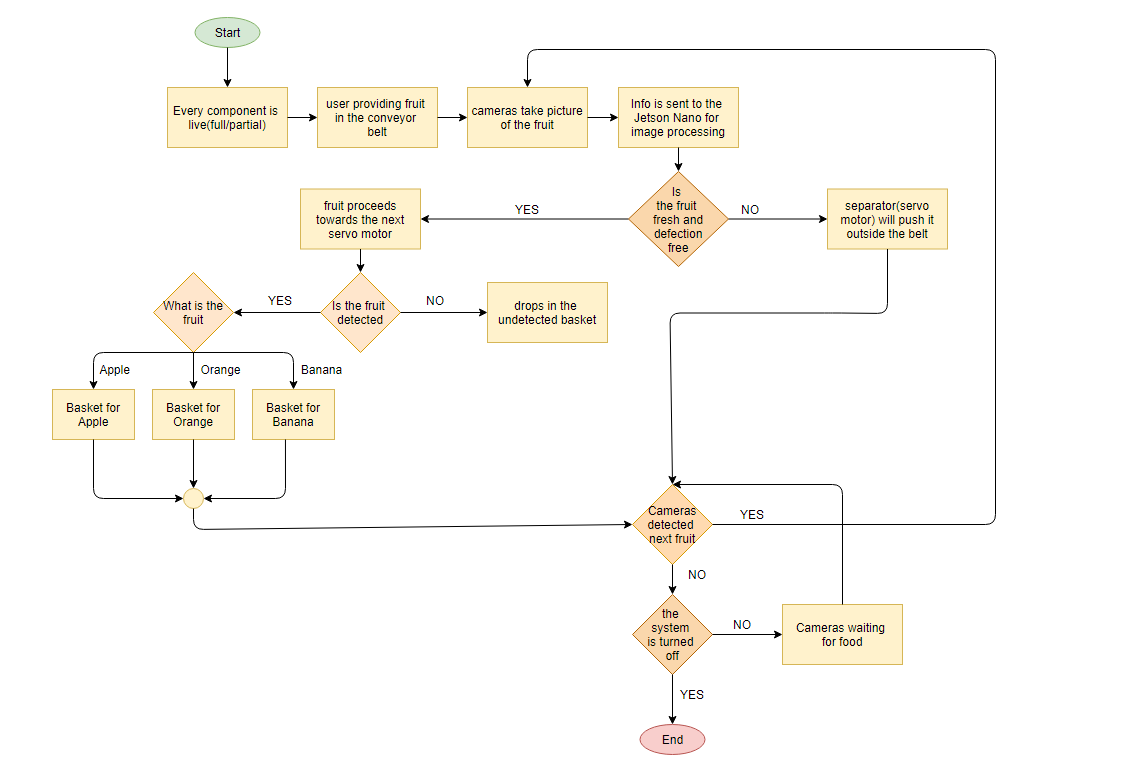 Start
Every component is
live(full/partial)
user providing fruit
in the conveyor
belt
cameras take picture
of the fruit
Info is sent to the
Jetson Nano for
image processing
Is
the fruit
fresh and
defection
free
YES
NO
fruit proceeds
towards the next
servo motor
separator(servo
motor) will push it
outside the belt
What is the
fruit
YES
Is the fruit
detected
NO
drops in the
undetected basket
Apple
Orange
Banana
Basket for
Apple
Basket for
Orange
Basket for
Banana
Cameras
detected
next fruit
YES
NO
the
system
is turned
off
NO
Cameras waiting
for food
YES
End